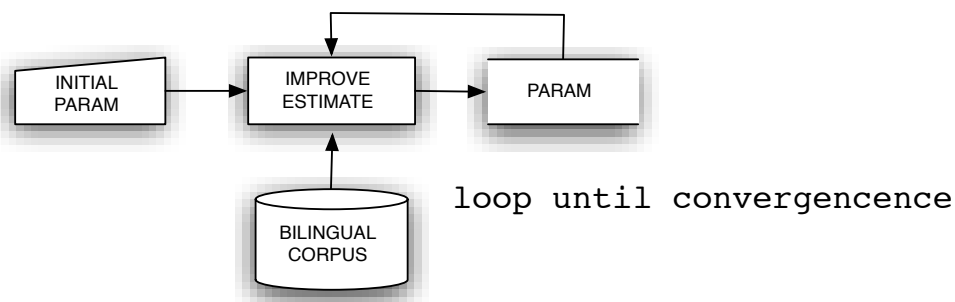 INITIAL
PARAM
IMPROVE
ESTIMATE
PARAM
BILINGUAL
CORPUS
loop until convergencence